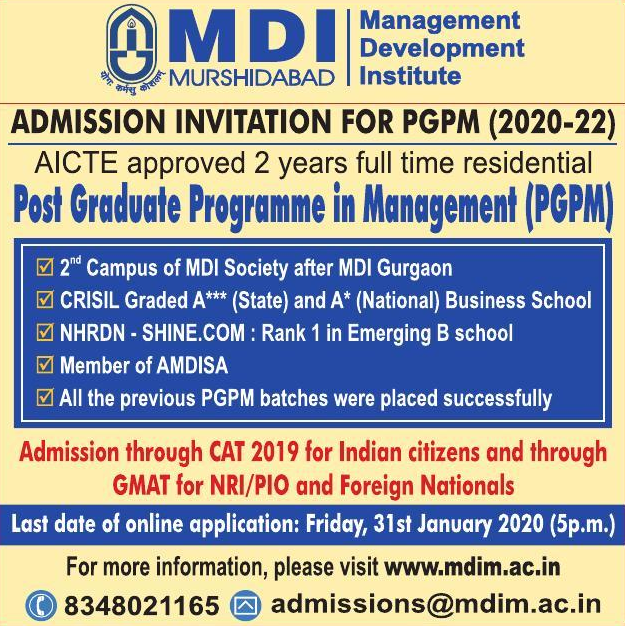 MDI
MURSHIDABAD
योगः कर्मसु कौशलम्
Management
Development
Institute
ADMISSION INVITATION FOR PGPM (2020-22)
AICTE approved 2 years full time residential
Post Graduate Programme in Management (PGPM)
2nd Campus of MDI Society after MDI Gurgaon
CRISIL Graded A*** (State) and A* (National) Business School
NHRDN - SHINE.COM : Rank 1 in Emerging B school
Member of AMDISA
All the previous PGPM batches were placed successfully
Admission through CAT 2019 for Indian citizens and through
GMAT for NRI/PIO and Foreign Nationals
Last date of online application: Friday, 31st January 2020 (5p.m.)
For more information, please visit www.mdim.ac.in
8348021165 admissions@mdim.ac.in